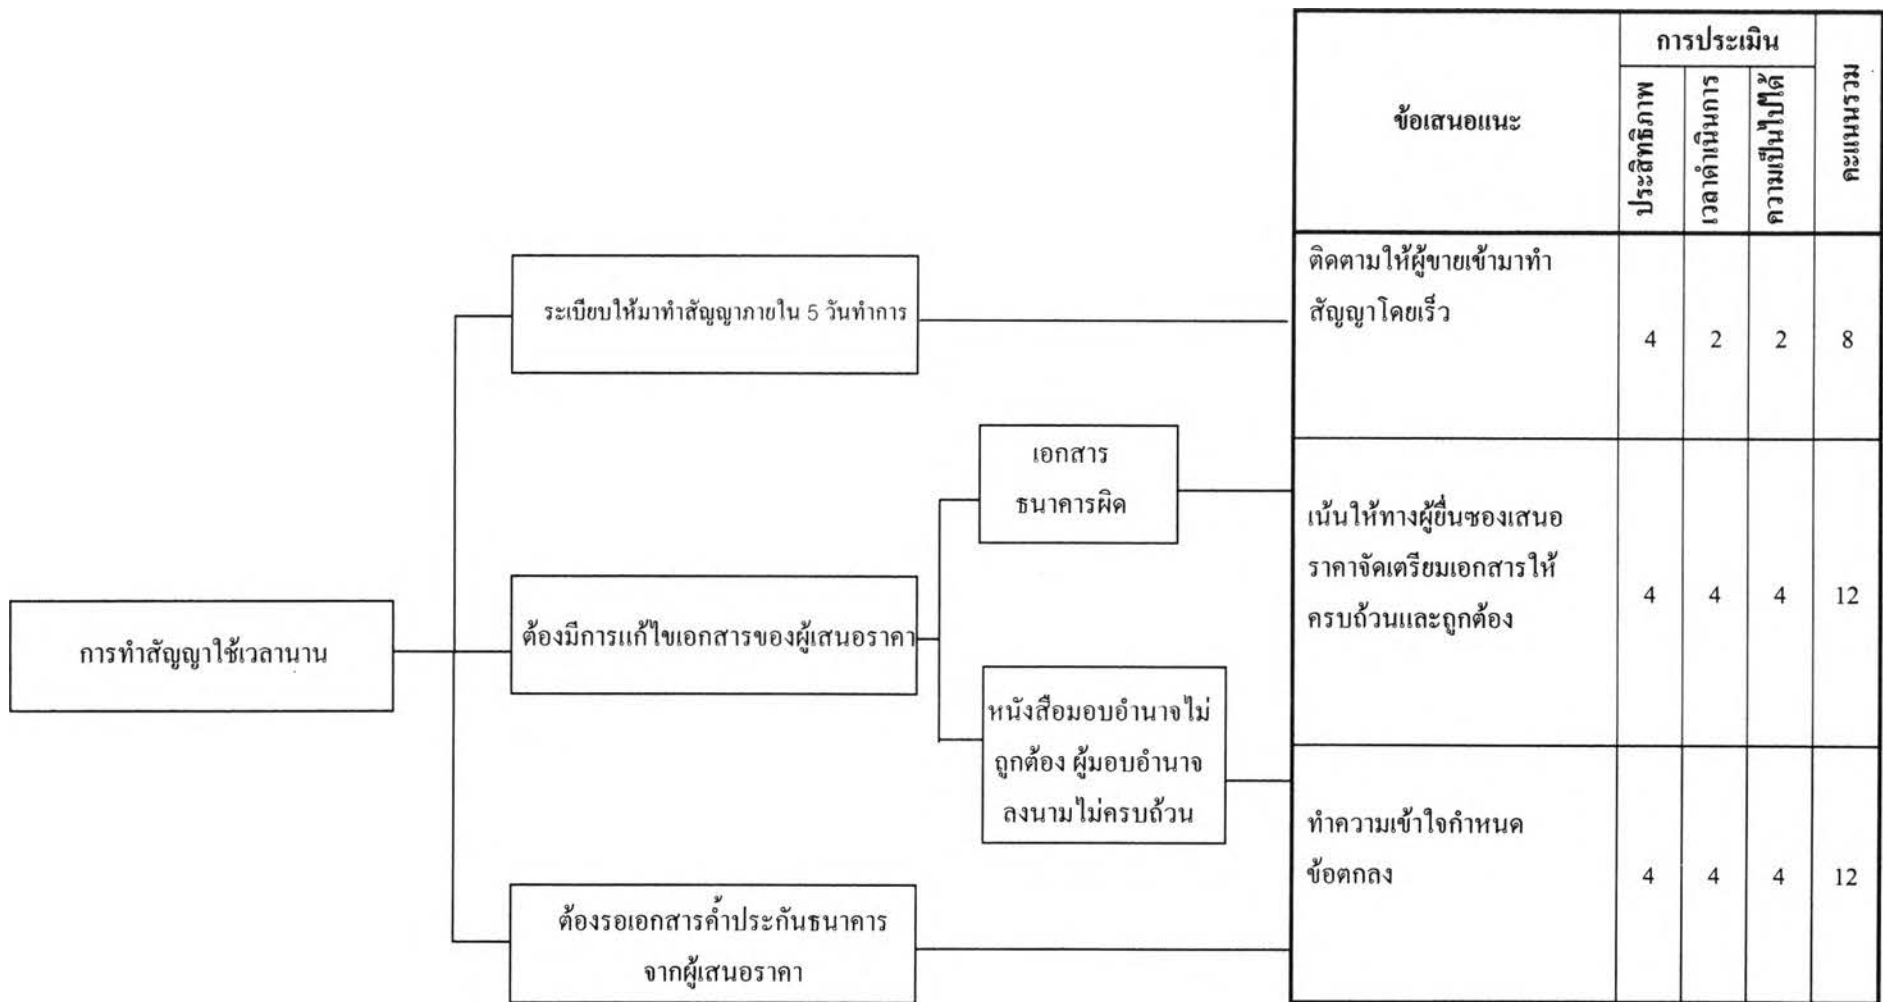 ข้อเสนอแนะ
การประเมิน
ประสิทธิภาพ
เวลาดำเนินการ
ความเป็นไปได้
คะแนนรวม
ระเบียบให้มาทำสัญญาภายใน 5 วันทำการ
ติดตามให้ผู้ขายเข้ามาทำ
สัญญาโดยเร็ว
4 2 2 8
เอกสาร
ธนาคารผิด
เน้นให้ทางผู้ยื่นซองเสนอ
ราคาจัดเตรียมเอกสารให้
ครบถ้วนและถูกต้อง
4 4 4 12
การทำสัญญาใช้เวลานาน
ต้องมีการแก้ไขเอกสารของผู้เสนอราคา
หนังสือมอบอำนาจไม่
ถูกต้อง ผู้มอบอำนาจ
ลงนามไม่ครบถ้วน
ทำความเข้าใจกำหนด
ข้อตกลง
4 4 4 12
ต้องรอเอกสารค้ำประกันธนาคาร
จากผู้เสนอราคา